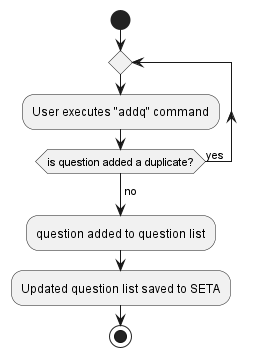 User executes "addq" command
is question added a duplicate?
yes
no
question added to question list
Updated question list saved to SETA